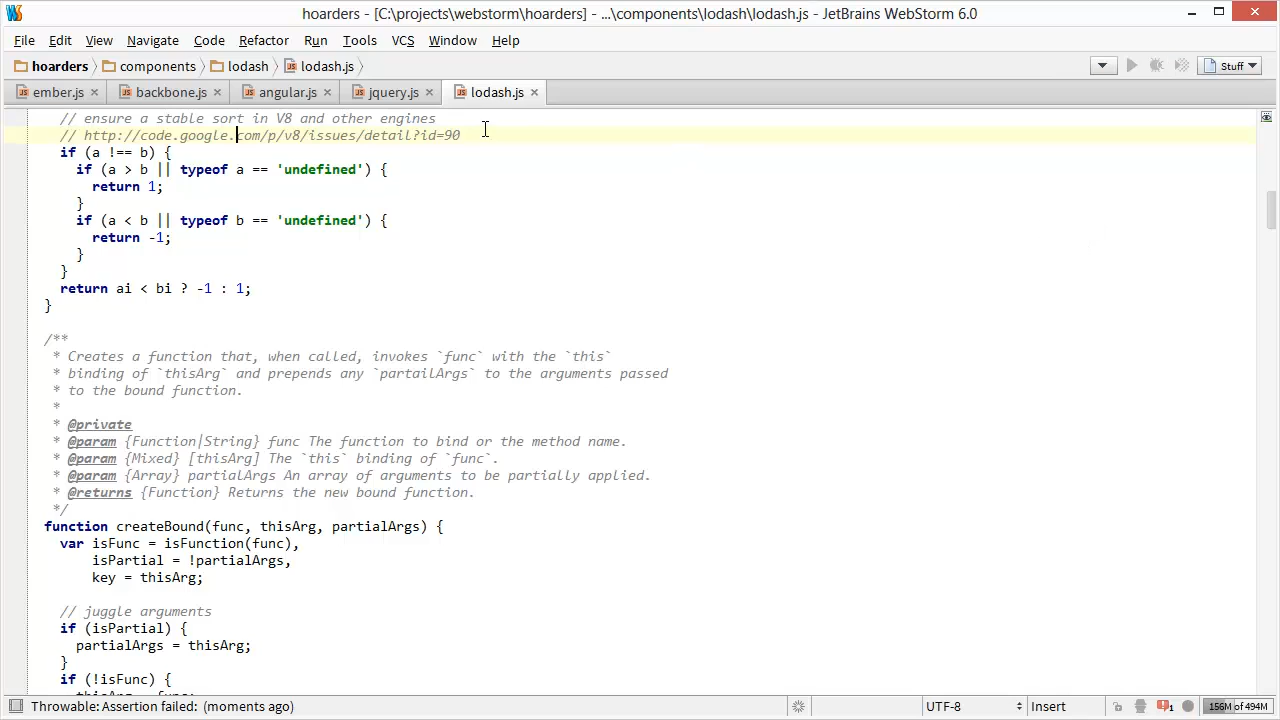 hoarders - [C:\projects\webstorm\hoarders] - ...\components\lodash\lodash.js - JetBrains WebStorm 6.0
File Edit View Navigate Code Refactor Run Tools VCS Window Help
hoarders components lodash lodash.js Stuff
ember.js backbone.js angular.js jquery.js lodash.js
// ensure a stable sort in V8 and other engines
// http://code.google.com/p/v8/issues/detail?id=90
if (a !== b) {
if (a > b || typeof a == 'undefined') {
return 1;
}
if (a < b || typeof b == 'undefined') {
return -1;
}
}
return ai < bi ? -1 : 1;
}
/**
* Creates a function that, when called, invokes `func` with the `this`
* binding of `thisArg` and prepends any `partailArgs` to the arguments passed
* to the bound function.
*
* @private
* @param {Function|String} func The function to bind or the method name.
* @param {Mixed} [thisArg] The `this` binding of `func`.
* @param {Array} partialArgs An array of arguments to be partially applied.
* @returns {Function} Returns the new bound function.
*/
function createBound(func, thisArg, partialArgs) {
var isFunc = isFunction(func),
isPartial = !partialArgs,
key = thisArg;
// juggle arguments
if (isPartial) {
partialArgs = thisArg;
}
if (!isFunc) {
thisArg = func;
Throwable: Assertion failed: (moments ago) UTF-8 Insert 156M of 494M